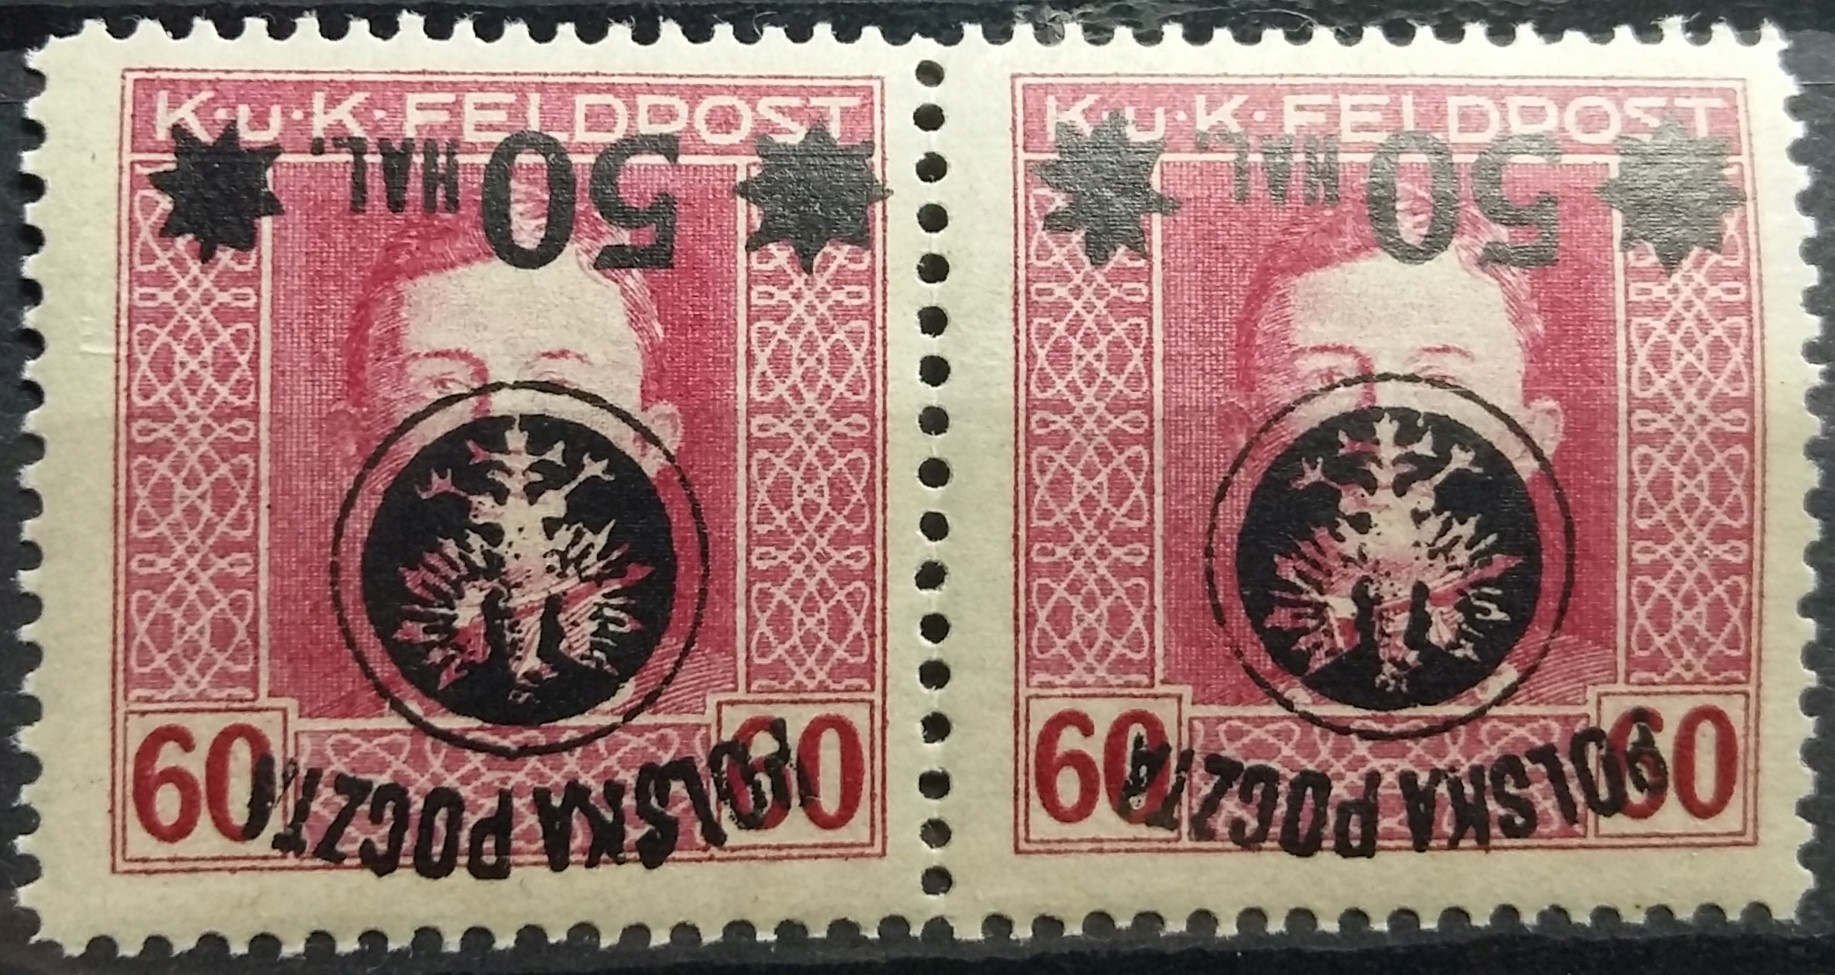 K·u·K·FELDPOST
50 HAL.
60 60
POLSKA POCZTA
K·u·K·FELDPOST
50 HAL.
60 60
POLSKA POCZTA